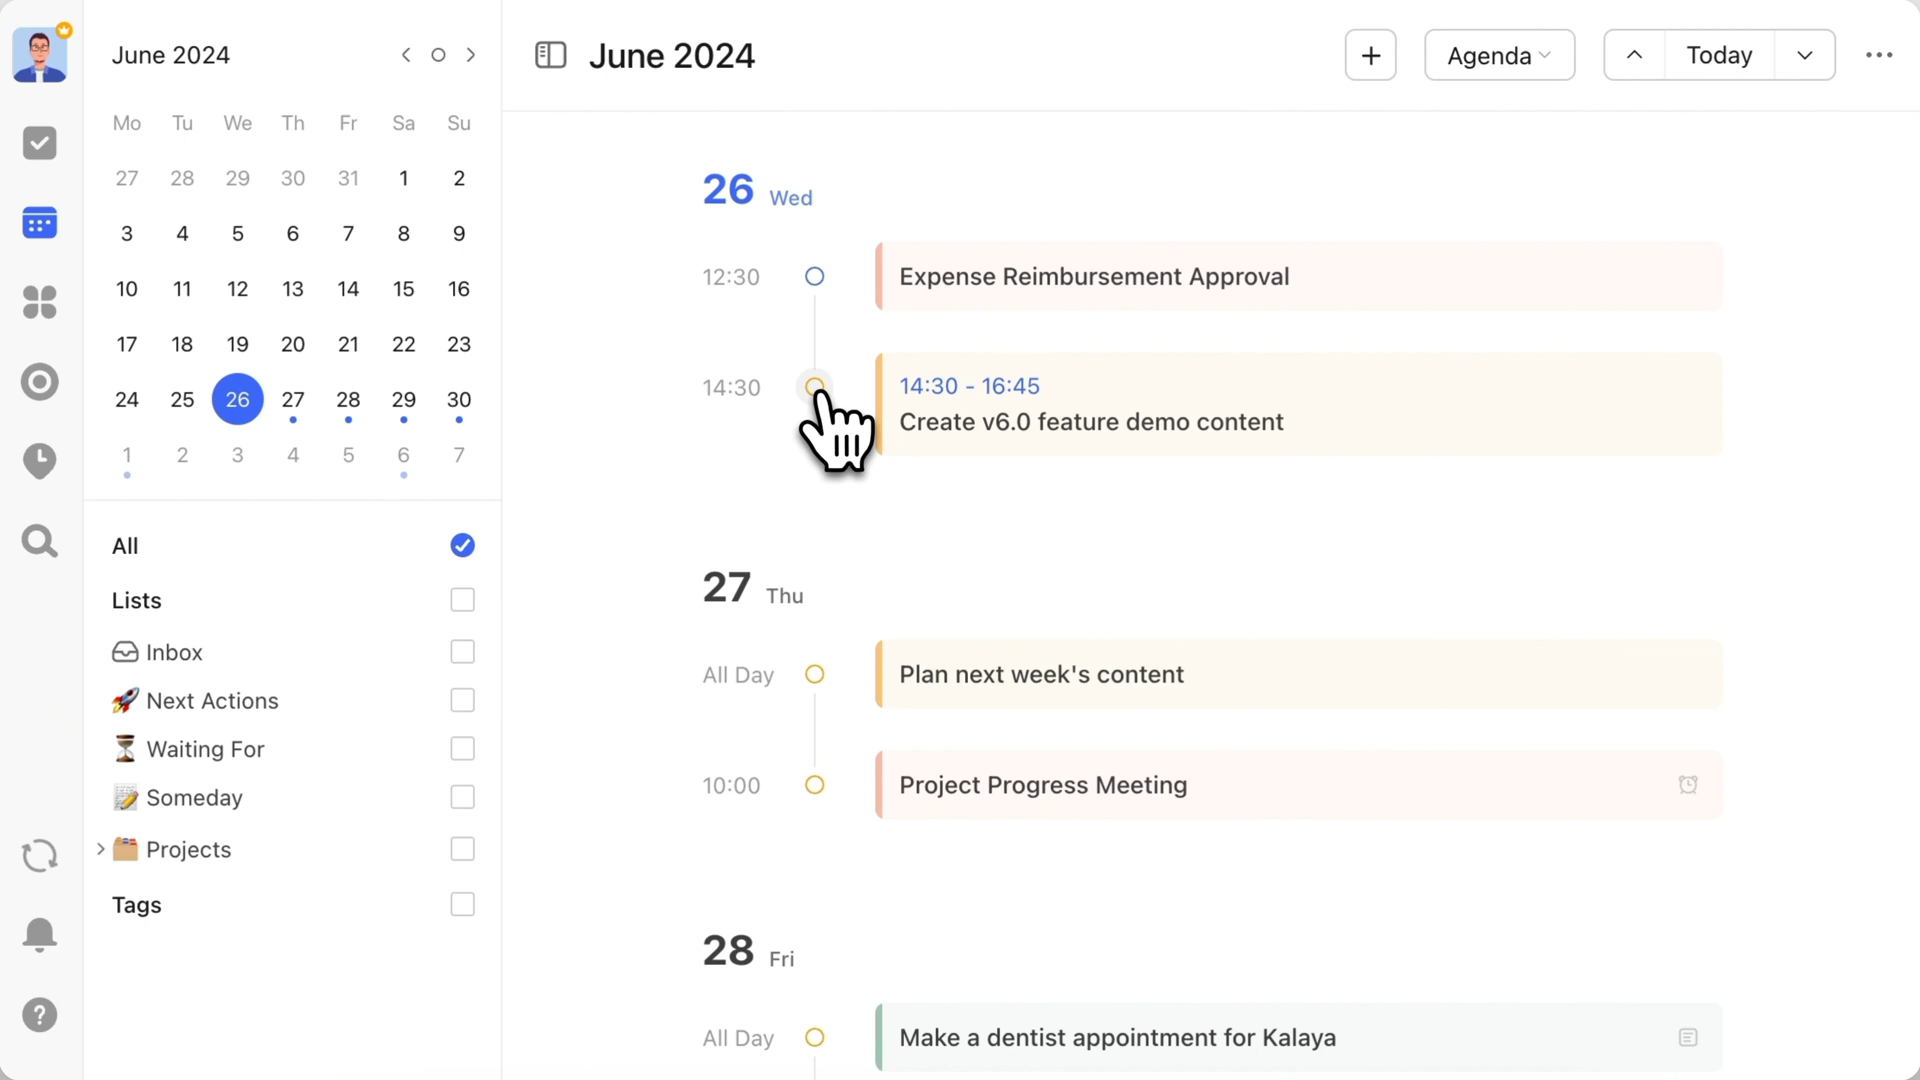 June 2024
Mo Tu We Th Fr Sa Su
27 28 29 30 31 1 2
3 4 5 6 7 8 9
10 11 12 13 14 15 16
17 18 19 20 21 22 23
24 25 26 27 28 29 30
1 2 3 4 5 6 7
All
Lists
Inbox
Next Actions
Waiting For
Someday
Projects
Tags
June 2024
Agenda
Today
26 Wed
12:30 Expense Reimbursement Approval
14:30 14:30 - 16:45
Create v6.0 feature demo content
27 Thu
All Day Plan next week's content
10:00 Project Progress Meeting
28 Fri
All Day Make a dentist appointment for Kalaya